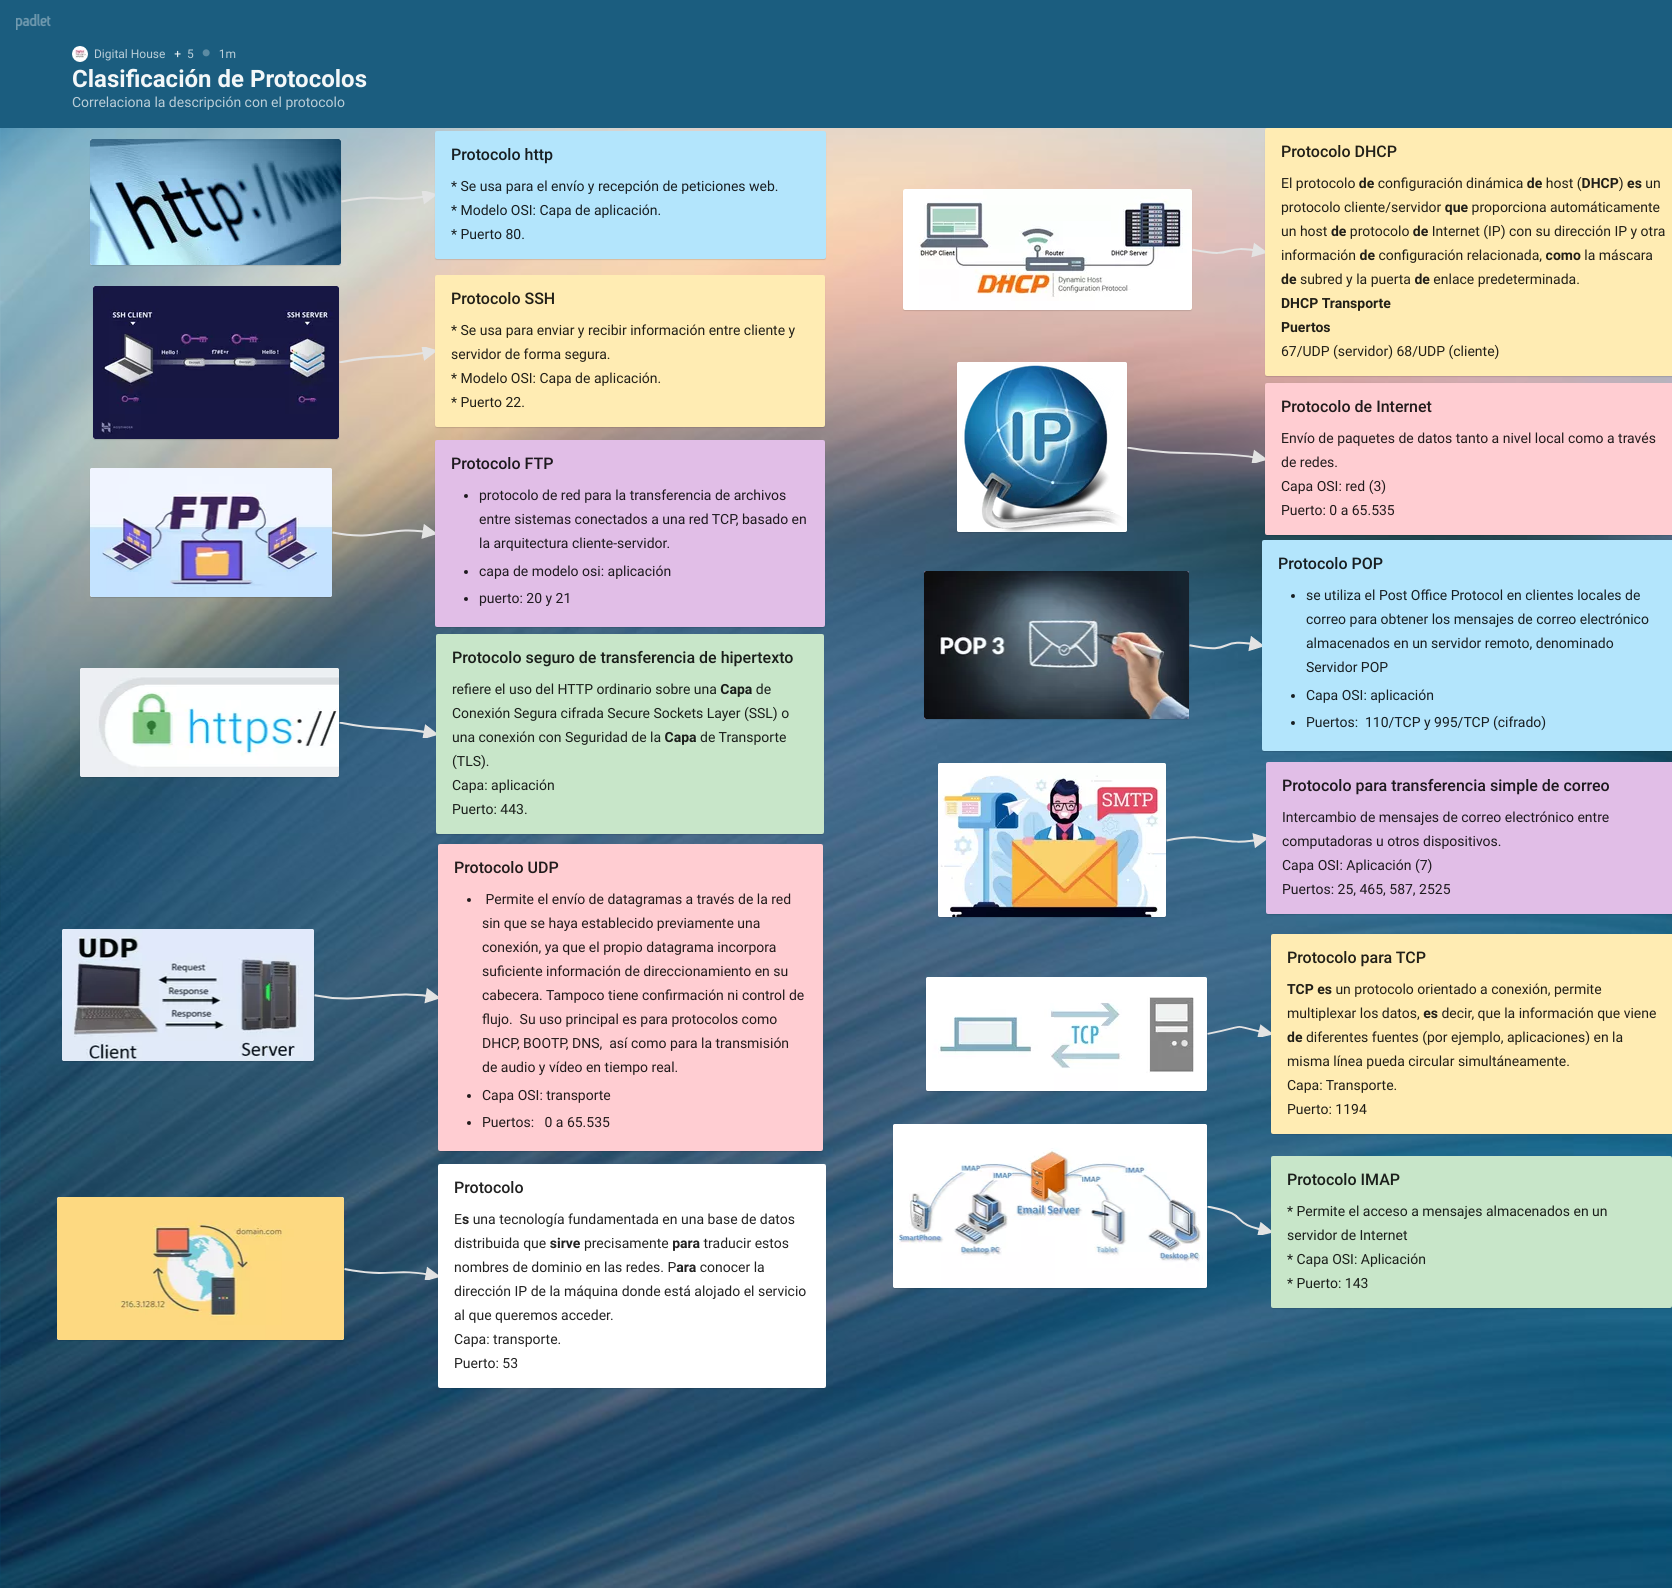 padlet
Digital House + 5 1m
Clasificación de Protocolos
Correlaciona la descripción con el protocolo
http://www
Protocolo http
* Se usa para el envío y recepción de peticiones web.
* Modelo OSI: Capa de aplicación.
* Puerto 80.
SSH CLIENT
SSH SERVER
Hello !
f7#E+r
Hello !
Protocolo SSH
* Se usa para enviar y recibir información entre cliente y
servidor de forma segura.
* Modelo OSI: Capa de aplicación.
* Puerto 22.
FTP
Protocolo FTP
• protocolo de red para la transferencia de archivos
entre sistemas conectados a una red TCP, basado en
la arquitectura cliente-servidor.
• capa de modelo osi: aplicación
• puerto: 20 y 21
https://
Protocolo seguro de transferencia de hipertexto
refiere el uso del HTTP ordinario sobre una Capa de
Conexión Segura cifrada Secure Sockets Layer (SSL) o
una conexión con Seguridad de la Capa de Transporte
(TLS).
Capa: aplicación
Puerto: 443.
UDP
Request
Response
Response
Client
Server
Protocolo UDP
• Permite el envío de datagramas a través de la red
sin que se haya establecido previamente una
conexión, ya que el propio datagrama incorpora
suficiente información de direccionamiento en su
cabecera. Tampoco tiene confirmación ni control de
flujo. Su uso principal es para protocolos como
DHCP, BOOTP, DNS, así como para la transmisión
de audio y vídeo en tiempo real.
• Capa OSI: transporte
• Puertos: 0 a 65.535
domain.com
216.3.128.12
Protocolo
Es una tecnología fundamentada en una base de datos
distribuida que sirve precisamente para traducir estos
nombres de dominio en las redes. Para conocer la
dirección IP de la máquina donde está alojado el servicio
al que queremos acceder.
Capa: transporte.
Puerto: 53
DHCP Client
Router
DHCP Server
DHCP
Dynamic Host
Configuration Protocol
Protocolo DHCP
El protocolo de configuración dinámica de host (DHCP) es un
protocolo cliente/servidor que proporciona automáticamente
un host de protocolo de Internet (IP) con su dirección IP y otra
información de configuración relacionada, como la máscara
de subred y la puerta de enlace predeterminada.
DHCP Transporte
Puertos
67/UDP (servidor) 68/UDP (cliente)
IP
Protocolo de Internet
Envío de paquetes de datos tanto a nivel local como a través
de redes.
Capa OSI: red (3)
Puerto: 0 a 65.535
POP 3
Protocolo POP
• se utiliza el Post Office Protocol en clientes locales de
correo para obtener los mensajes de correo electrónico
almacenados en un servidor remoto, denominado
Servidor POP
• Capa OSI: aplicación
• Puertos: 110/TCP y 995/TCP (cifrado)
SMTP
Protocolo para transferencia simple de correo
Intercambio de mensajes de correo electrónico entre
computadoras u otros dispositivos.
Capa OSI: Aplicación (7)
Puertos: 25, 465, 587, 2525
TCP
Protocolo para TCP
TCP es un protocolo orientado a conexión, permite
multiplexar los datos, es decir, que la información que viene
de diferentes fuentes (por ejemplo, aplicaciones) en la
misma línea pueda circular simultáneamente.
Capa: Transporte.
Puerto: 1194
IMAP
IMAP
IMAP
IMAP
Email Server
SmartPhone
Desktop PC
Tablet
Desktop PC
Protocolo IMAP
* Permite el acceso a mensajes almacenados en un
servidor de Internet
* Capa OSI: Aplicación
* Puerto: 143